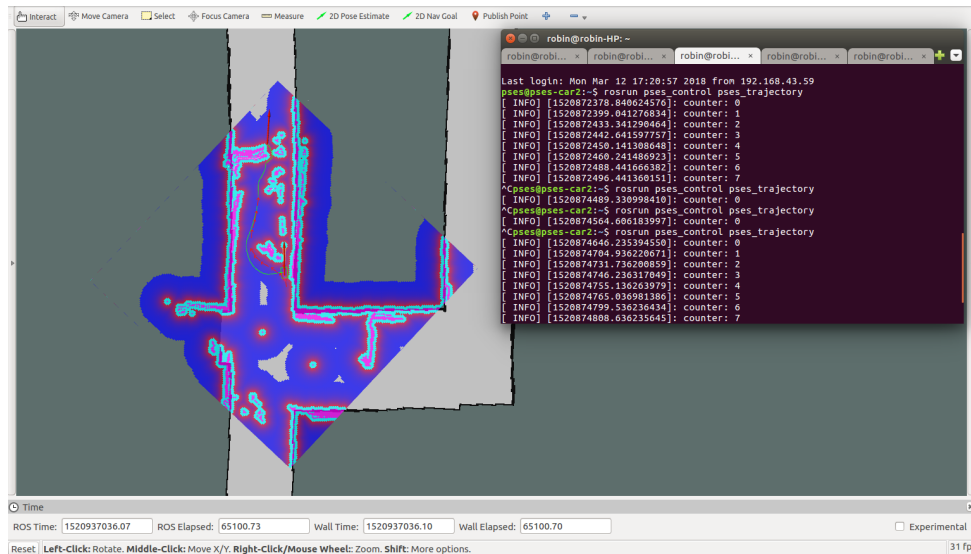 Interact Move Camera Select Focus Camera Measure 2D Pose Estimate 2D Nav Goal Publish Point
robin@robin-HP: ~
robin@robi... × robin@robi... × robin@robi... × robin@robi... × robin@robi... ×
Last login: Mon Mar 12 17:20:57 2018 from 192.168.43.59
pses@pses-car2:~$ rosrun pses_control pses_trajectory
[ INFO] [1520872378.840624576]: counter: 0
[ INFO] [1520872399.041276834]: counter: 1
[ INFO] [1520872433.341290464]: counter: 2
[ INFO] [1520872442.641597757]: counter: 3
[ INFO] [1520872450.141308648]: counter: 4
[ INFO] [1520872460.241486923]: counter: 5
[ INFO] [1520872488.441666382]: counter: 6
[ INFO] [1520872496.441360151]: counter: 7
^Cpses@pses-car2:~$ rosrun pses_control pses_trajectory
[ INFO] [1520874489.330998410]: counter: 0
^Cpses@pses-car2:~$ rosrun pses_control pses_trajectory
[ INFO] [1520874564.606183997]: counter: 0
^Cpses@pses-car2:~$ rosrun pses_control pses_trajectory
[ INFO] [1520874646.235394550]: counter: 0
[ INFO] [1520874704.936220671]: counter: 1
[ INFO] [1520874731.736200859]: counter: 2
[ INFO] [1520874746.236317049]: counter: 3
[ INFO] [1520874755.136263979]: counter: 4
[ INFO] [1520874765.036981386]: counter: 5
[ INFO] [1520874799.536236434]: counter: 6
[ INFO] [1520874808.636235645]: counter: 7
Time
ROS Time: 1520937036.07 ROS Elapsed: 65100.73 Wall Time: 1520937036.10 Wall Elapsed: 65100.70 Experimental
Reset Left-Click: Rotate. Middle-Click: Move X/Y. Right-Click/Mouse Wheel:: Zoom. Shift: More options. 31 fp